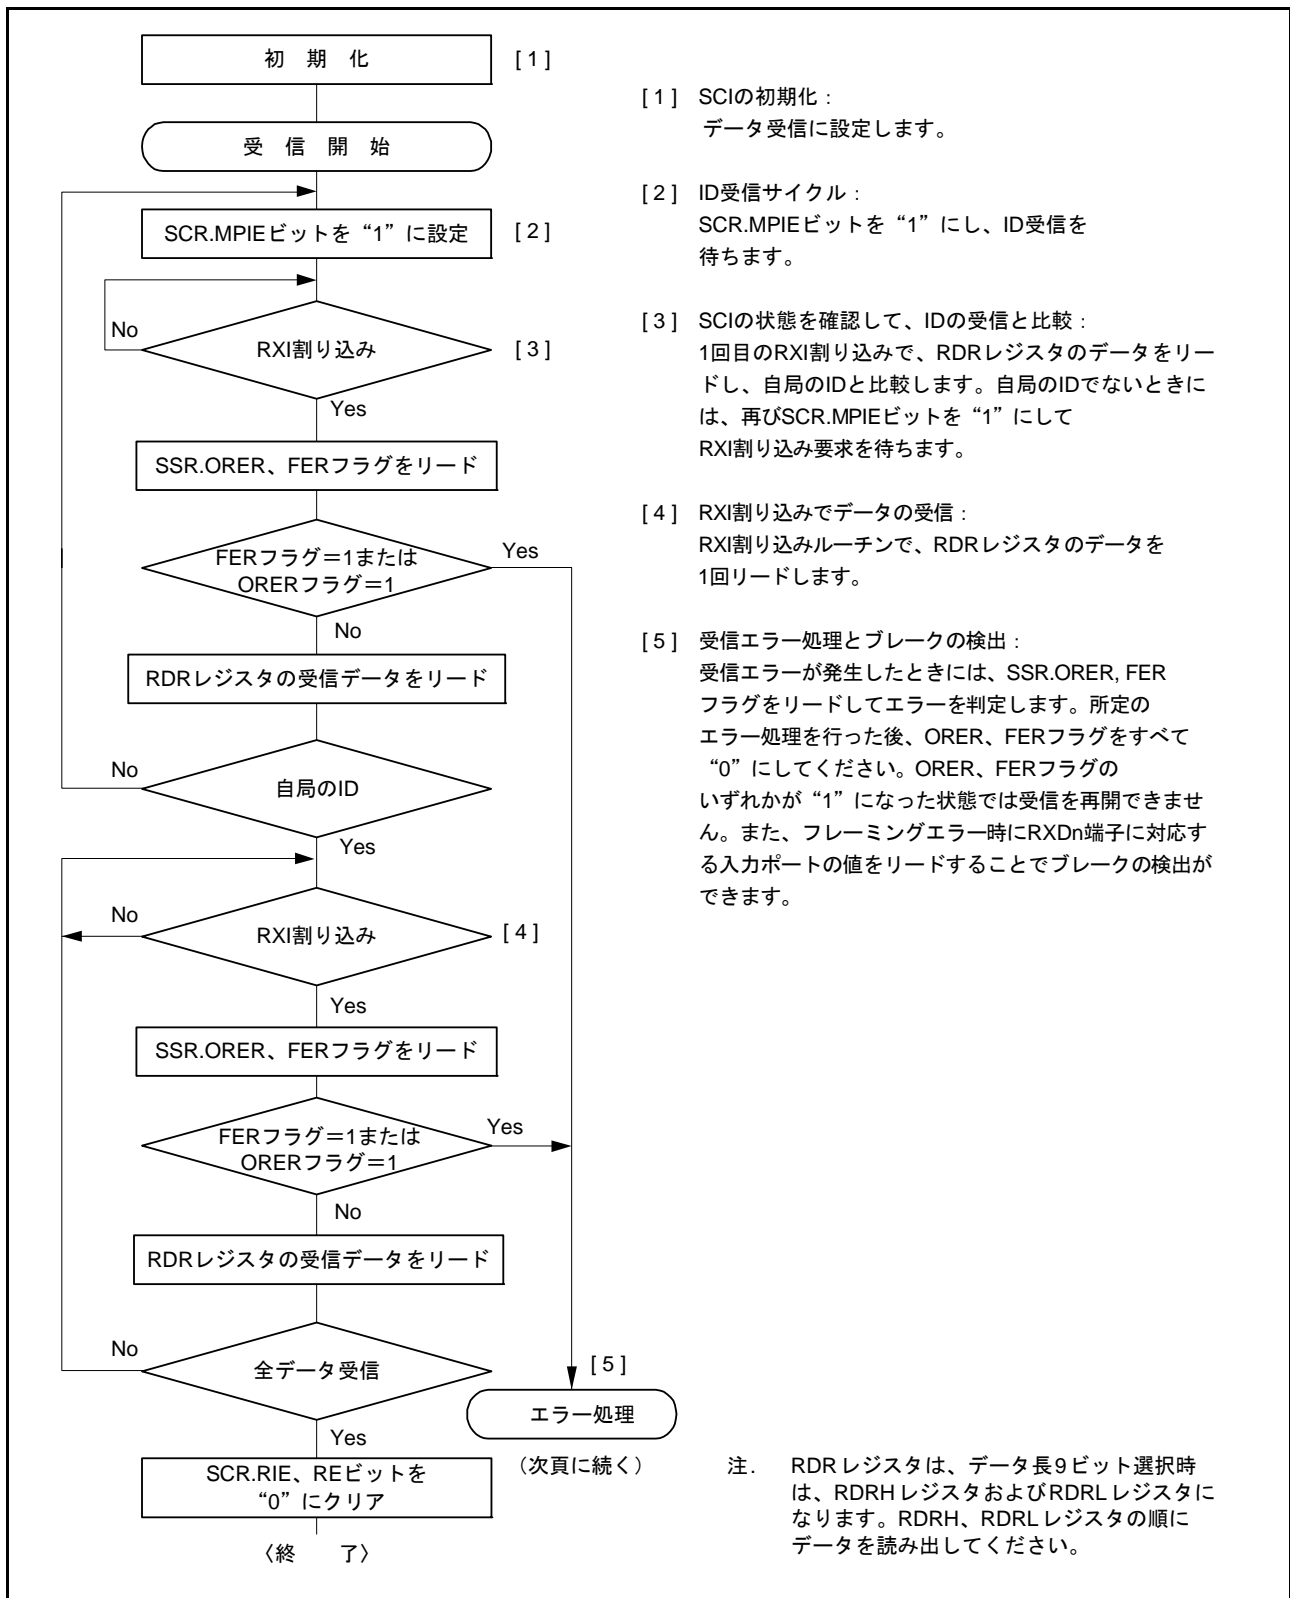 初 期 化 [ 1 ]
受 信 開 始
SCR.MPIEビットを“1”に設定 [ 2 ]
No
RXI割り込み [ 3 ]
Yes
SSR.ORER、FERフラグをリード
FERフラグ＝1または
ORERフラグ＝1
Yes
No
RDRレジスタの受信データをリード
No
自局のID
Yes
No
RXI割り込み [ 4 ]
Yes
SSR.ORER、FERフラグをリード
FERフラグ＝1または
ORERフラグ＝1
Yes
No
RDRレジスタの受信データをリード
No
全データ受信
[ 5 ]
エラー処理
（次頁に続く）
Yes
SCR.RIE、REビットを
“0”にクリア
〈終 了〉
[ 1 ] SCIの初期化：
データ受信に設定します。
[ 2 ] ID受信サイクル：
SCR.MPIEビットを“1”にし、ID受信を
待ちます。
[ 3 ] SCIの状態を確認して、IDの受信と比較：
1回目のRXI割り込みで、RDRレジスタのデータをリー
ドし、自局のIDと比較します。自局のIDでないときに
は、再びSCR.MPIEビットを“1”にして
RXI割り込み要求を待ちます。
[ 4 ] RXI割り込みでデータの受信：
RXI割り込みルーチンで、RDRレジスタのデータを
1回リードします。
[ 5 ] 受信エラー処理とブレークの検出：
受信エラーが発生したときには、SSR.ORER, FER
フラグをリードしてエラーを判定します。所定の
エラー処理を行った後、ORER、FERフラグをすべて
“0”にしてください。ORER、FERフラグの
いずれかが“1”になった状態では受信を再開できませ
ん。また、フレーミングエラー時にRXDn端子に対応す
る入力ポートの値をリードすることでブレークの検出が
できます。
注． RDRレジスタは、データ長9ビット選択時
は、RDRHレジスタおよびRDRLレジスタに
なります。RDRH、RDRLレジスタの順に
データを読み出してください。